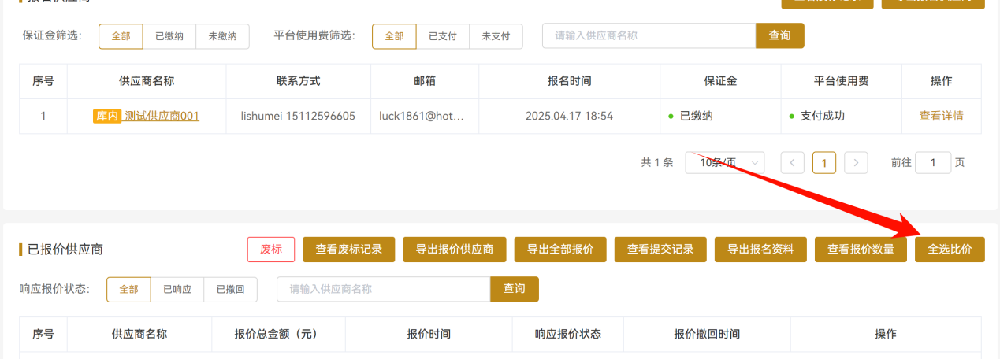 保证金筛选: 全部 已缴纳 未缴纳 平台使用费筛选: 全部 已支付 未支付 请输入供应商名称 查询
序号 供应商名称 联系方式 邮箱 报名时间 保证金 平台使用费 操作
1 库内 测试供应商001 lishumei 15112596605 luck1861@hot... 2025.04.17 18:54 已缴纳 支付成功 查看详情
共 1 条 10条/页 1 前往 1 页
已报价供应商 废标 查看废标记录 导出报价供应商 导出全部报价 查看提交记录 导出报名资料 查看报价数量 全选比价
响应报价状态: 全部 已响应 已撤回 请输入供应商名称 查询
序号 供应商名称 报价总金额（元） 报价时间 响应报价状态 报价撤回时间 操作